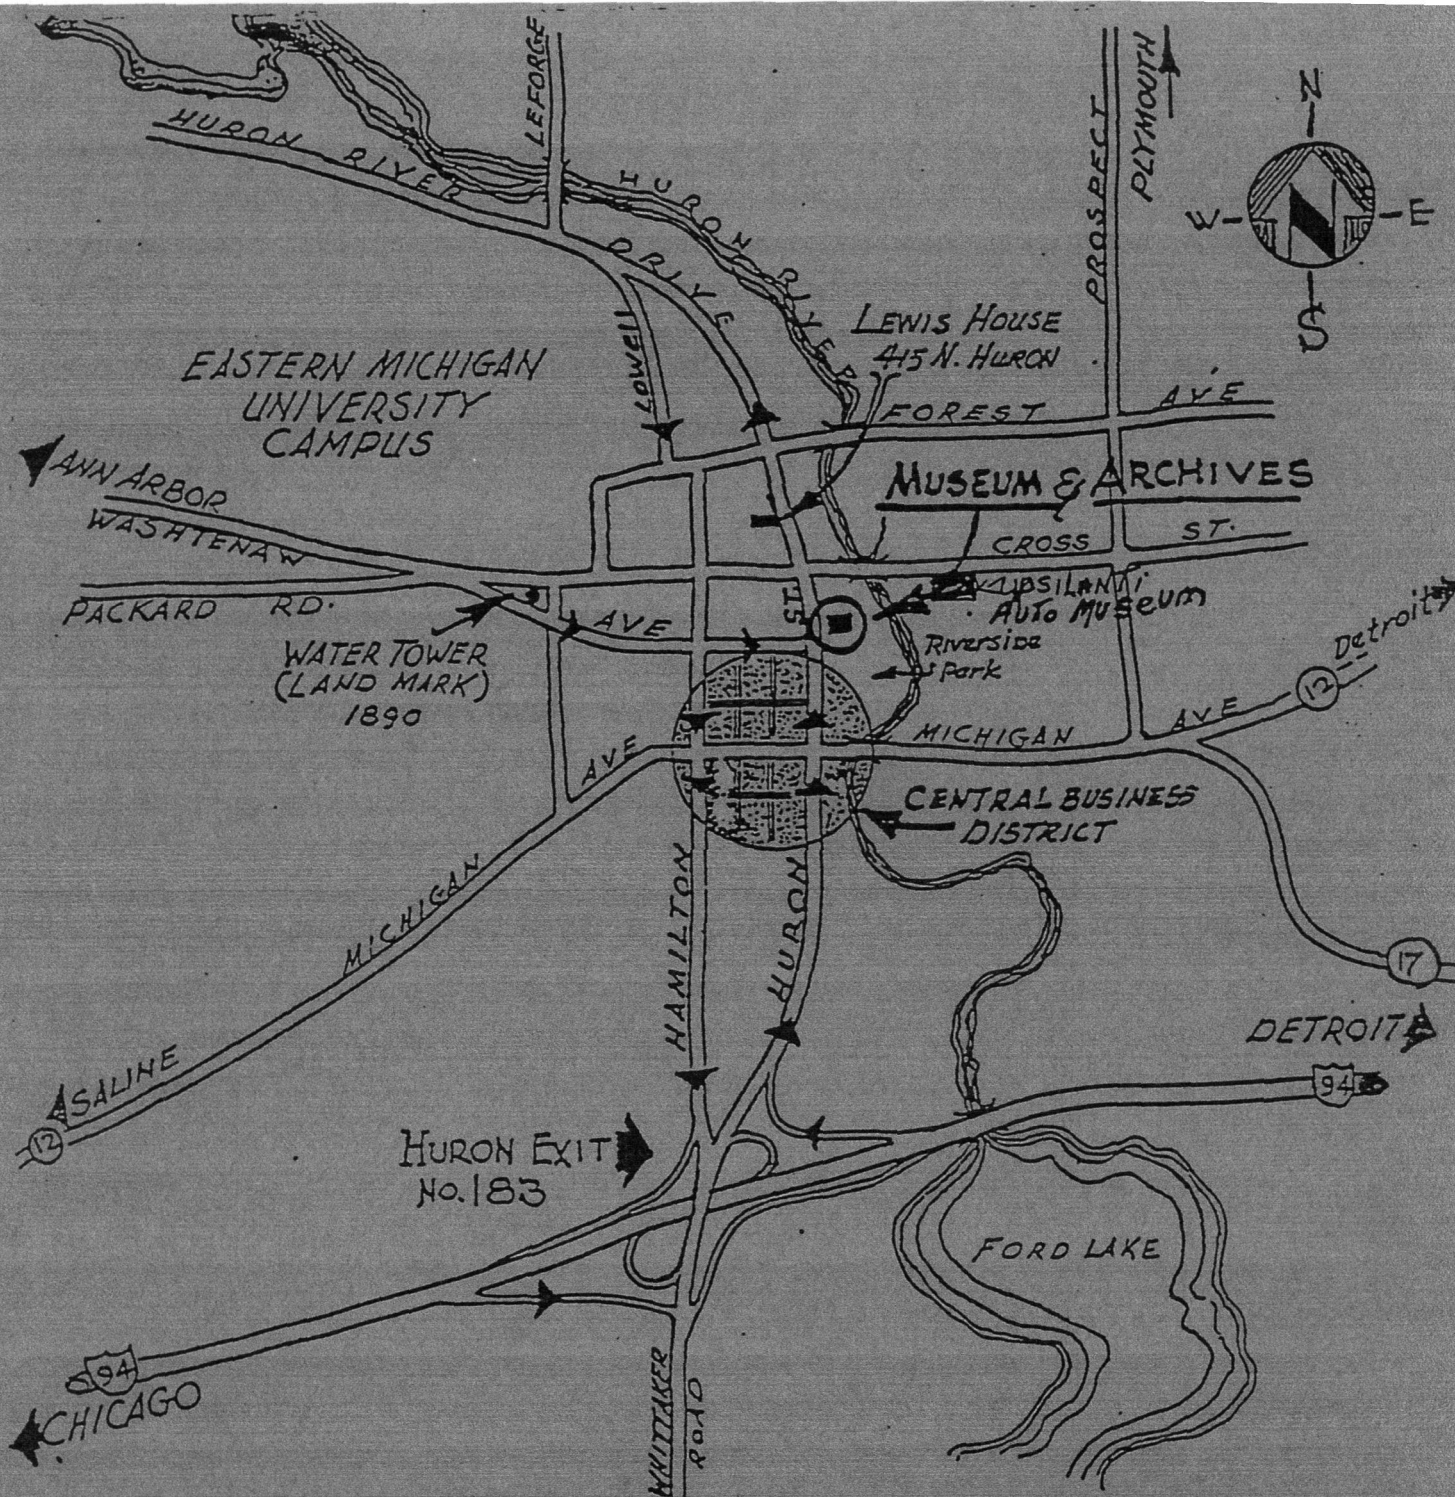 LEFORGE
PLYMOUTH
PROSPECT
N
W
E
S
HURON RIVER DRIVE
HURON RIVER
LOWELL
LEWIS HOUSE
415 N. HURON
EASTERN MICHIGAN
UNIVERSITY
CAMPUS
FOREST AVE
ANN ARBOR
MUSEUM & ARCHIVES
WASHTENAW AVE
CROSS ST.
PACKARD RD.
ST.
YPSILANTI
AUTO MUSEUM
WATER TOWER
(LAND MARK)
1890
Riverside
Park
Detroit
12
MICHIGAN AVE
MICHIGAN AVE
CENTRAL BUSINESS
DISTRICT
HAMILTON
HURON
17
SALINE
12
DETROIT
94
HURON EXIT
No. 183
FORD LAKE
94
CHICAGO
WHITTAKER
ROAD